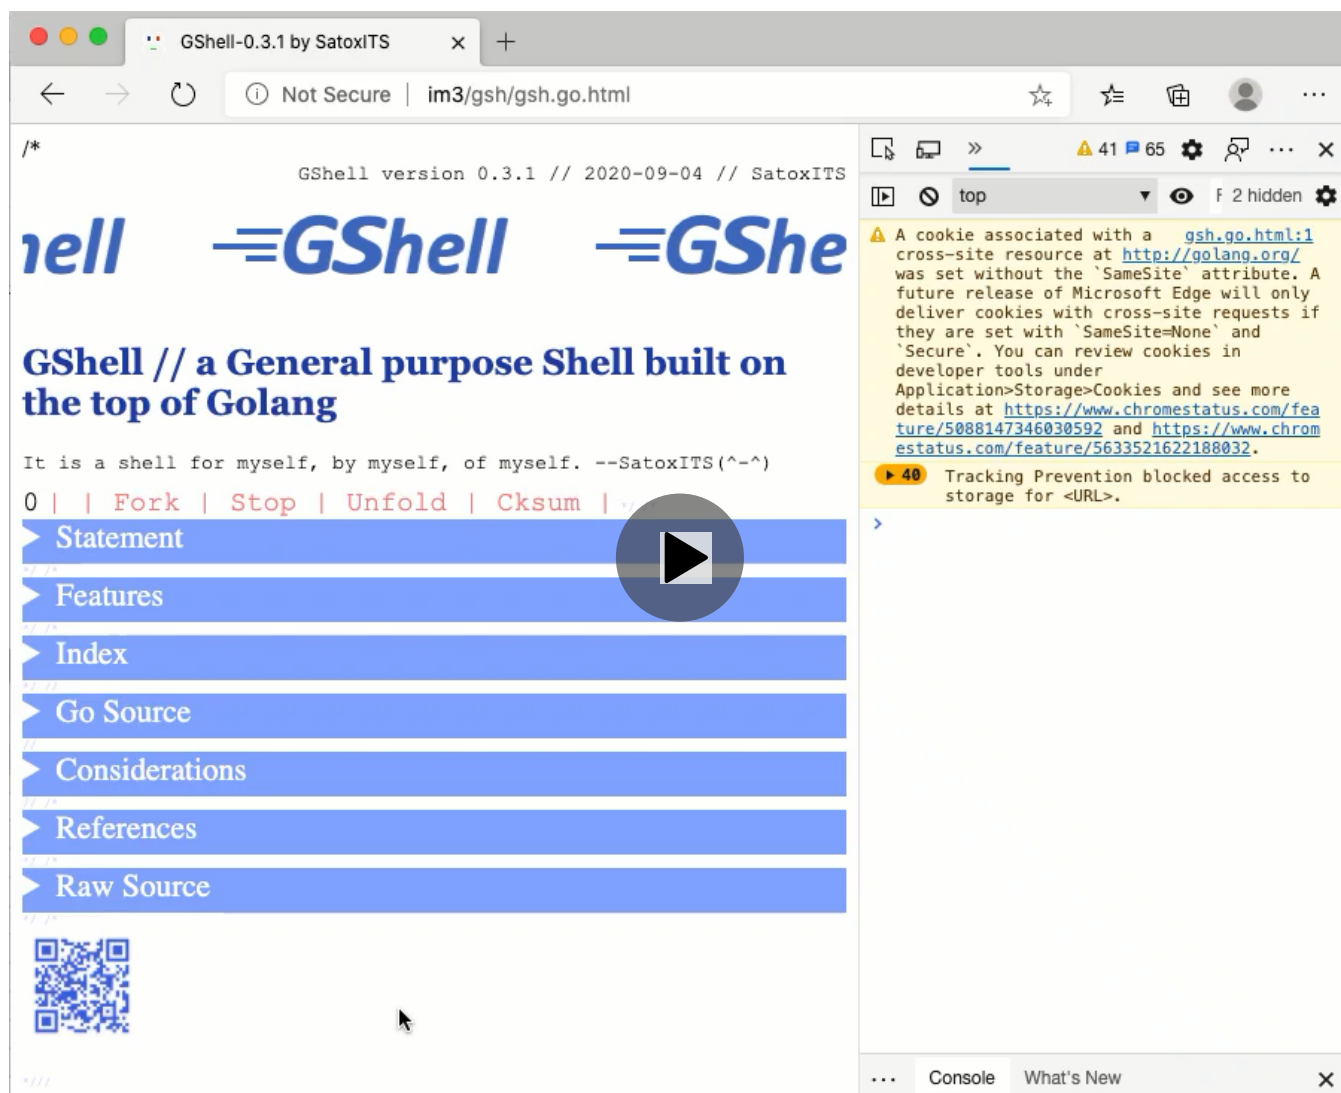 GShell-0.3.1 by SatoxITS
Not Secure | im3/gsh/gsh.go.html
/*
GShell version 0.3.1 // 2020-09-04 // SatoxITS
hell GShell GShe
GShell // a General purpose Shell built on
the top of Golang
It is a shell for myself, by myself, of myself. --SatoxITS(^-^)
0 | | Fork | Stop | Unfold | Cksum |
Statement
*/ /*
Features
*/ /*
Index
*/ //
Go Source
//
Considerations
// /*
References
*/ /*
Raw Source
*/ /*
*///
41 65
top 2 hidden
A cookie associated with a gsh.go.html:1
cross-site resource at http://golang.org/
was set without the `SameSite` attribute. A
future release of Microsoft Edge will only
deliver cookies with cross-site requests if
they are set with `SameSite=None` and
`Secure`. You can review cookies in
developer tools under
Application>Storage>Cookies and see more
details at https://www.chromestatus.com/fea
ture/5088147346030592 and https://www.chrom
estatus.com/feature/5633521622188032.
40 Tracking Prevention blocked access to
storage for <URL>.
Console What's New